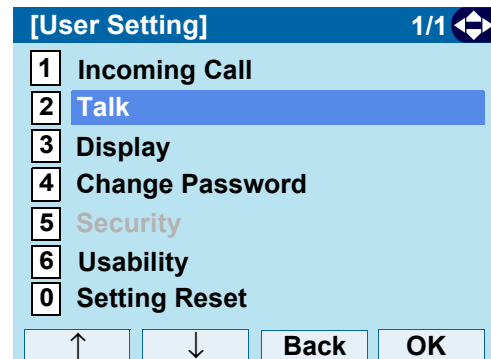 [User Setting] 1/1
1 Incoming Call
2 Talk
3 Display
4 Change Password
5 Security
6 Usability
0 Setting Reset
↑ ↓ Back OK